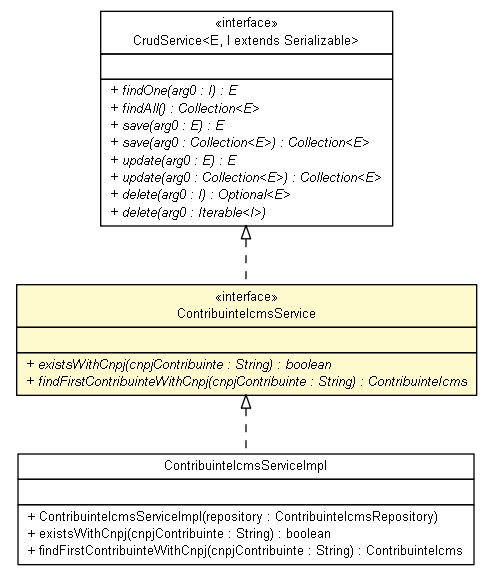 «interface»
CrudService<E, I extends Serializable>
+ findOne(arg0 : I) : E
+ findAll() : Collection<E>
+ save(arg0 : E) : E
+ save(arg0 : Collection<E>) : Collection<E>
+ update(arg0 : E) : E
+ update(arg0 : Collection<E>) : Collection<E>
+ delete(arg0 : I) : Optional<E>
+ delete(arg0 : Iterable<I>)
«interface»
ContribuinteIcmsService
+ existsWithCnpj(cnpjContribuinte : String) : boolean
+ findFirstContribuinteWithCnpj(cnpjContribuinte : String) : ContribuinteIcms
ContribuinteIcmsServiceImpl
+ ContribuinteIcmsServiceImpl(repository : ContribuinteIcmsRepository)
+ existsWithCnpj(cnpjContribuinte : String) : boolean
+ findFirstContribuinteWithCnpj(cnpjContribuinte : String) : ContribuinteIcms